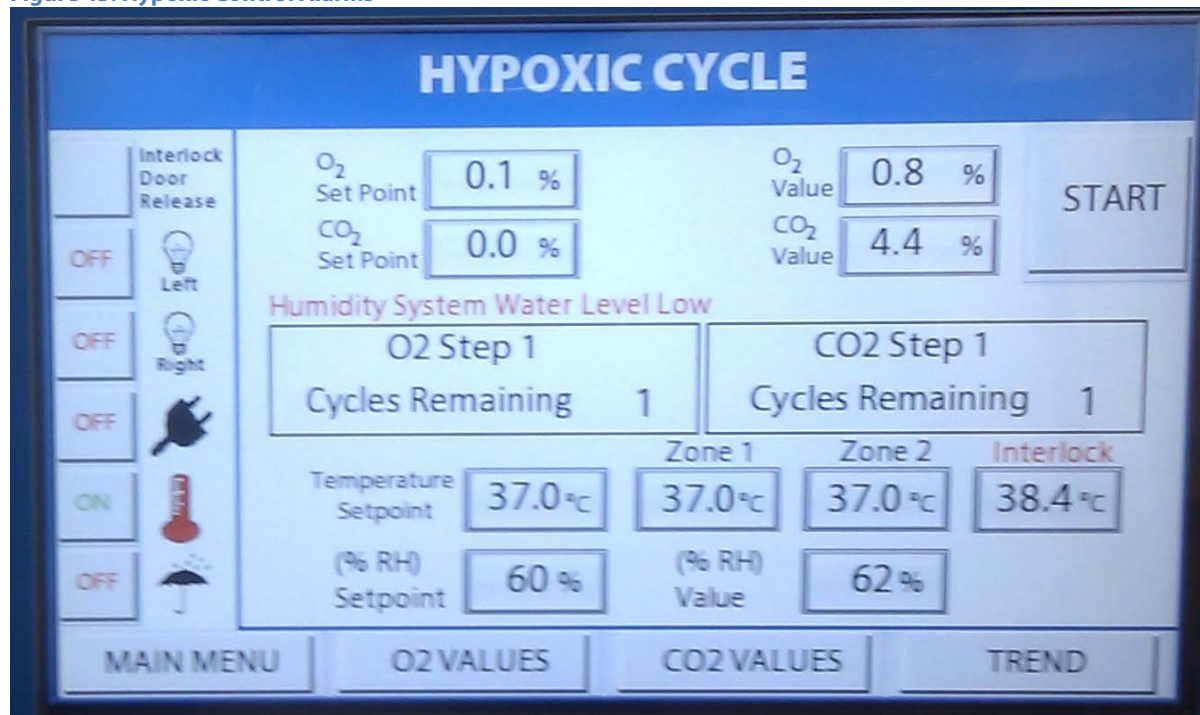 HYPOXIC CYCLE
Interlock
Door
Release
O2
Set Point 0.1 %
O2
Value 0.8 %
START
CO2
Set Point 0.0 %
CO2
Value 4.4 %
OFF
Left
Humidity System Water Level Low
OFF
Right
O2 Step 1
Cycles Remaining 1
CO2 Step 1
Cycles Remaining 1
OFF
Zone 1 Zone 2 Interlock
ON
Temperature
Setpoint 37.0 °C 37.0 °C 37.0 °C 38.4 °C
OFF
(% RH)
Setpoint 60 %
(% RH)
Value 62 %
MAIN MENU O2 VALUES CO2 VALUES TREND